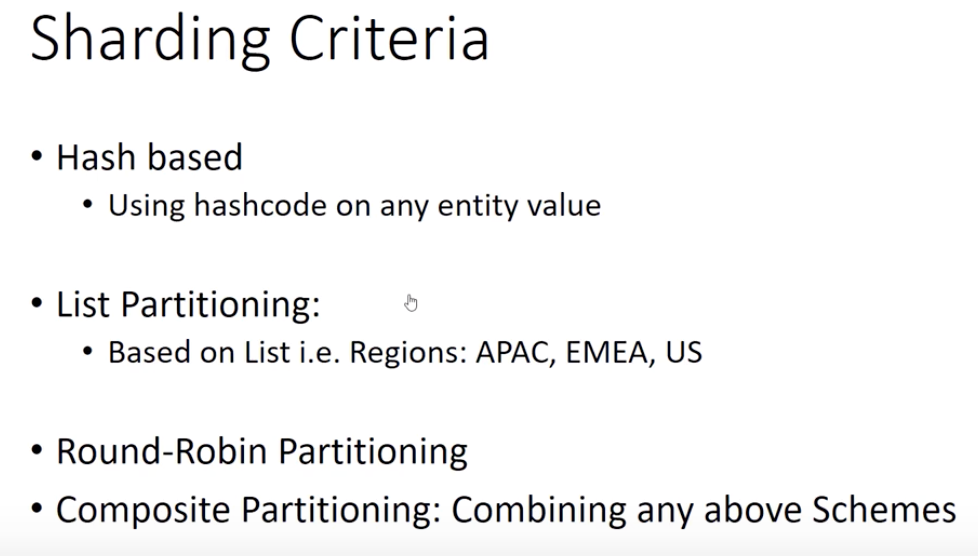 Sharding Criteria
• Hash based
• Using hashcode on any entity value
• List Partitioning:
• Based on List i.e. Regions: APAC, EMEA, US
• Round-Robin Partitioning
• Composite Partitioning: Combining any above Schemes